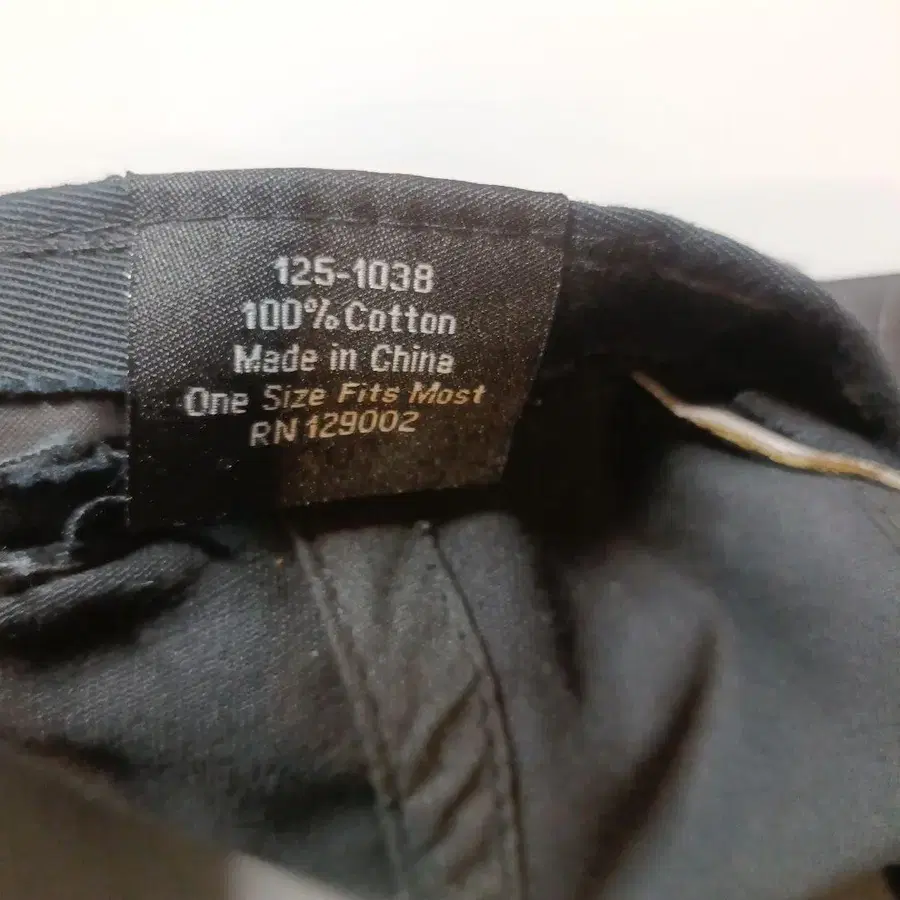 125-1038
100% Cotton
Made in China
One Size Fits Most
RN 129002